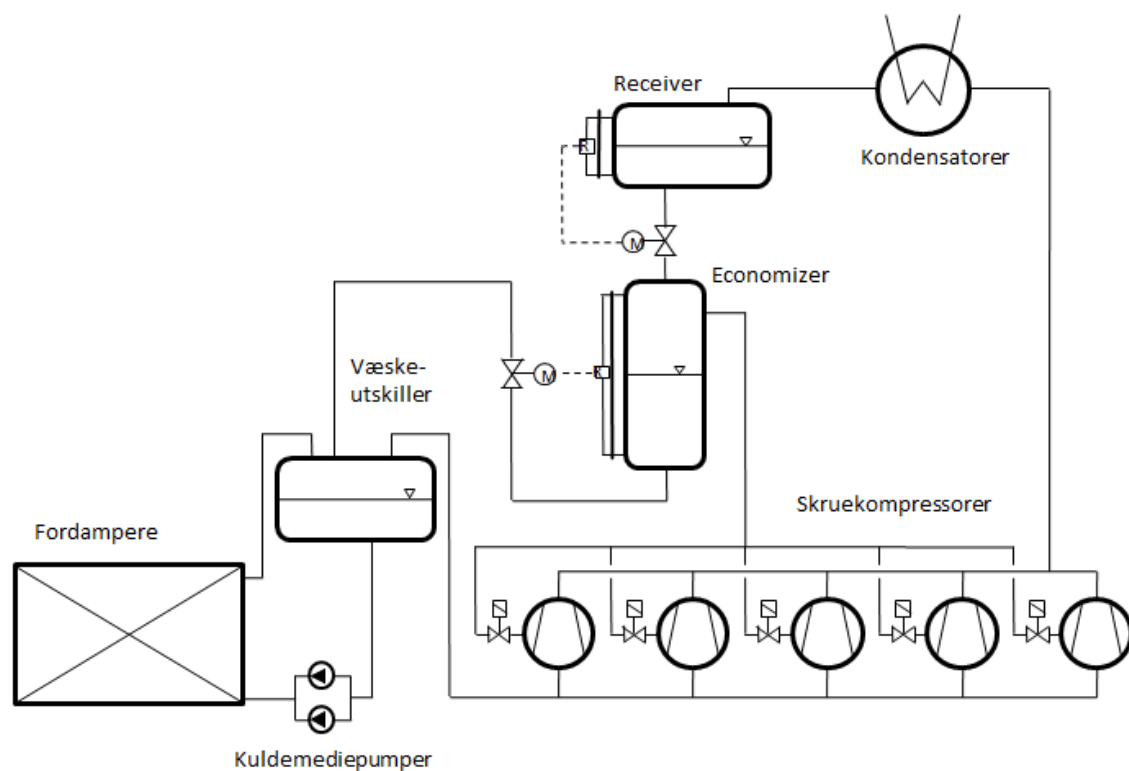 Receiver
Kondensatorer
R
M
Economizer
Væske-
utskiller
M
R
Skruekompressorer
Fordampere
Kuldemediepumper